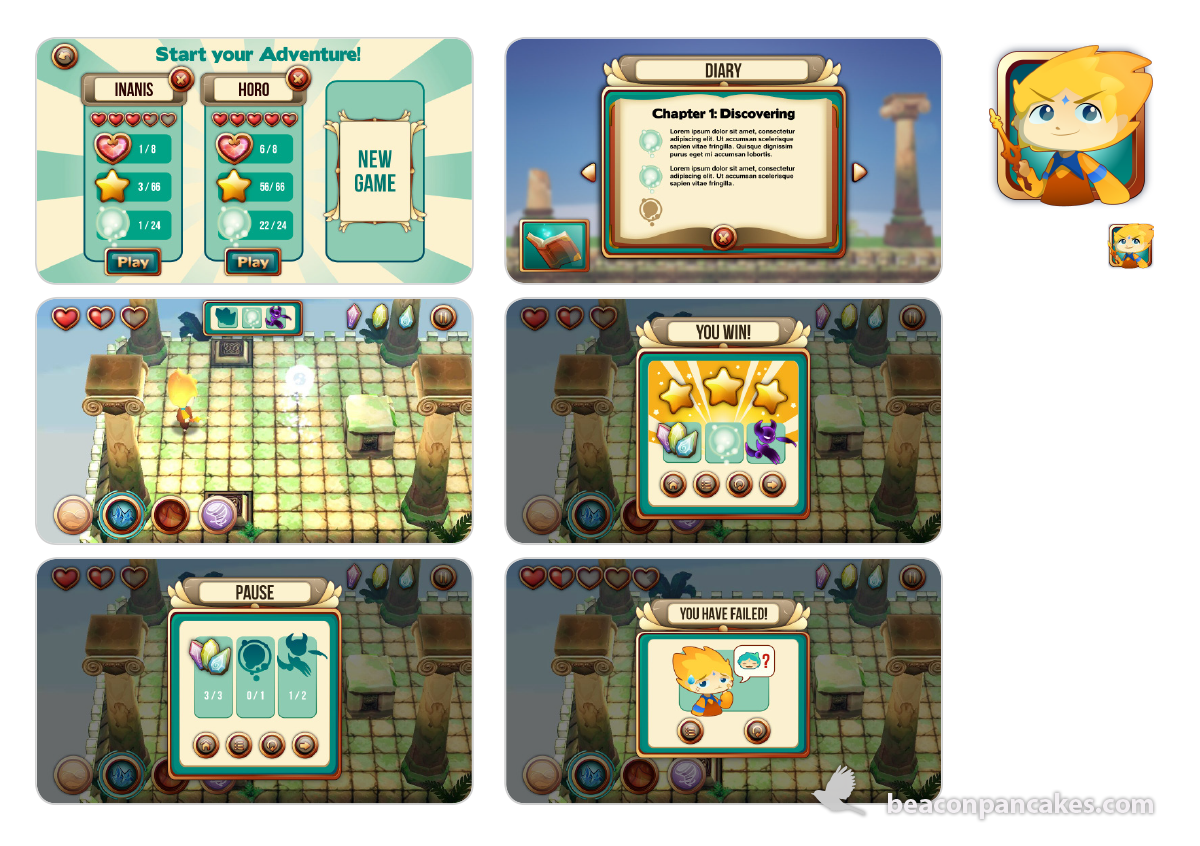 Start your Adventure!
INANIS
HORO
1 / 8
6 / 8
3 / 66
56/ 66
1 / 24
22 / 24
Play
Play
NEW
GAME
DIARY
Chapter 1: Discovering
Lorem ipsum dolor sit amet, consectetur
adipiscing elit. Ut accumsan scelerisque
sapien vitae fringilla. Quisque dignissim
purus eget mi accumsan lobortis.
Lorem ipsum dolor sit amet, consectetur
adipiscing elit. Ut accumsan scelerisque
sapien vitae fringilla.
YOU WIN!
PAUSE
3 / 3
0/ 1
1 / 2
YOU HAVE FAILED!
?
beaconpancakes.com